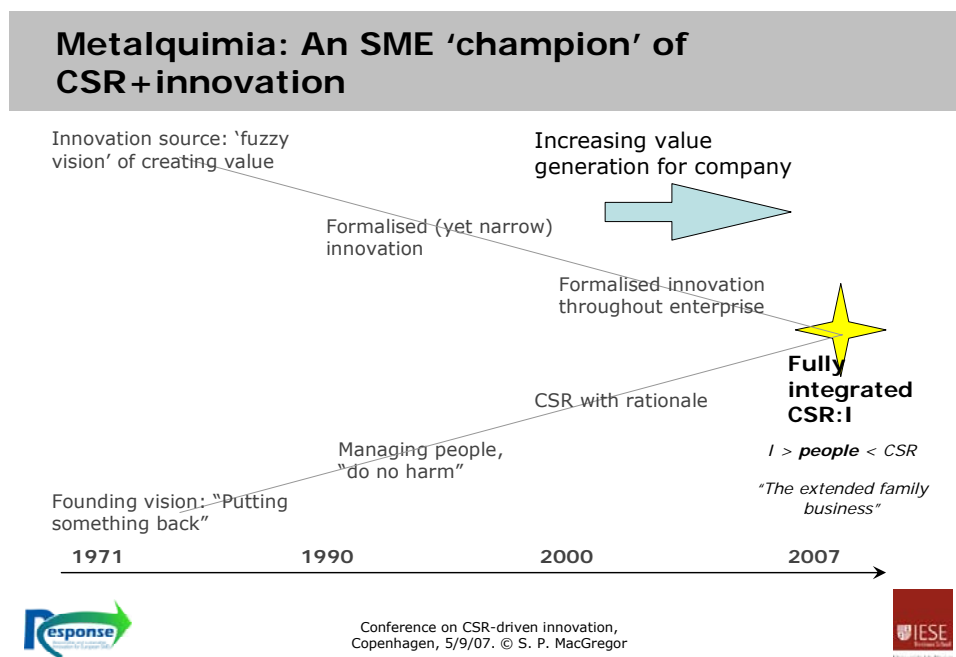 Metalquimia: An SME ‘champion’ of
CSR+innovation
Innovation source: ‘fuzzy
vision’ of creating value
Increasing value
generation for company
Formalised (yet narrow)
innovation
Formalised innovation
throughout enterprise
Fully
integrated
CSR:I
CSR with rationale
I > people < CSR
Managing people,
“do no harm”
“The extended family
business”
Founding vision: “Putting
something back”
1971 1990 2000 2007
Response
Conference on CSR-driven innovation,
Copenhagen, 5/9/07. © S. P. MacGregor
IESE